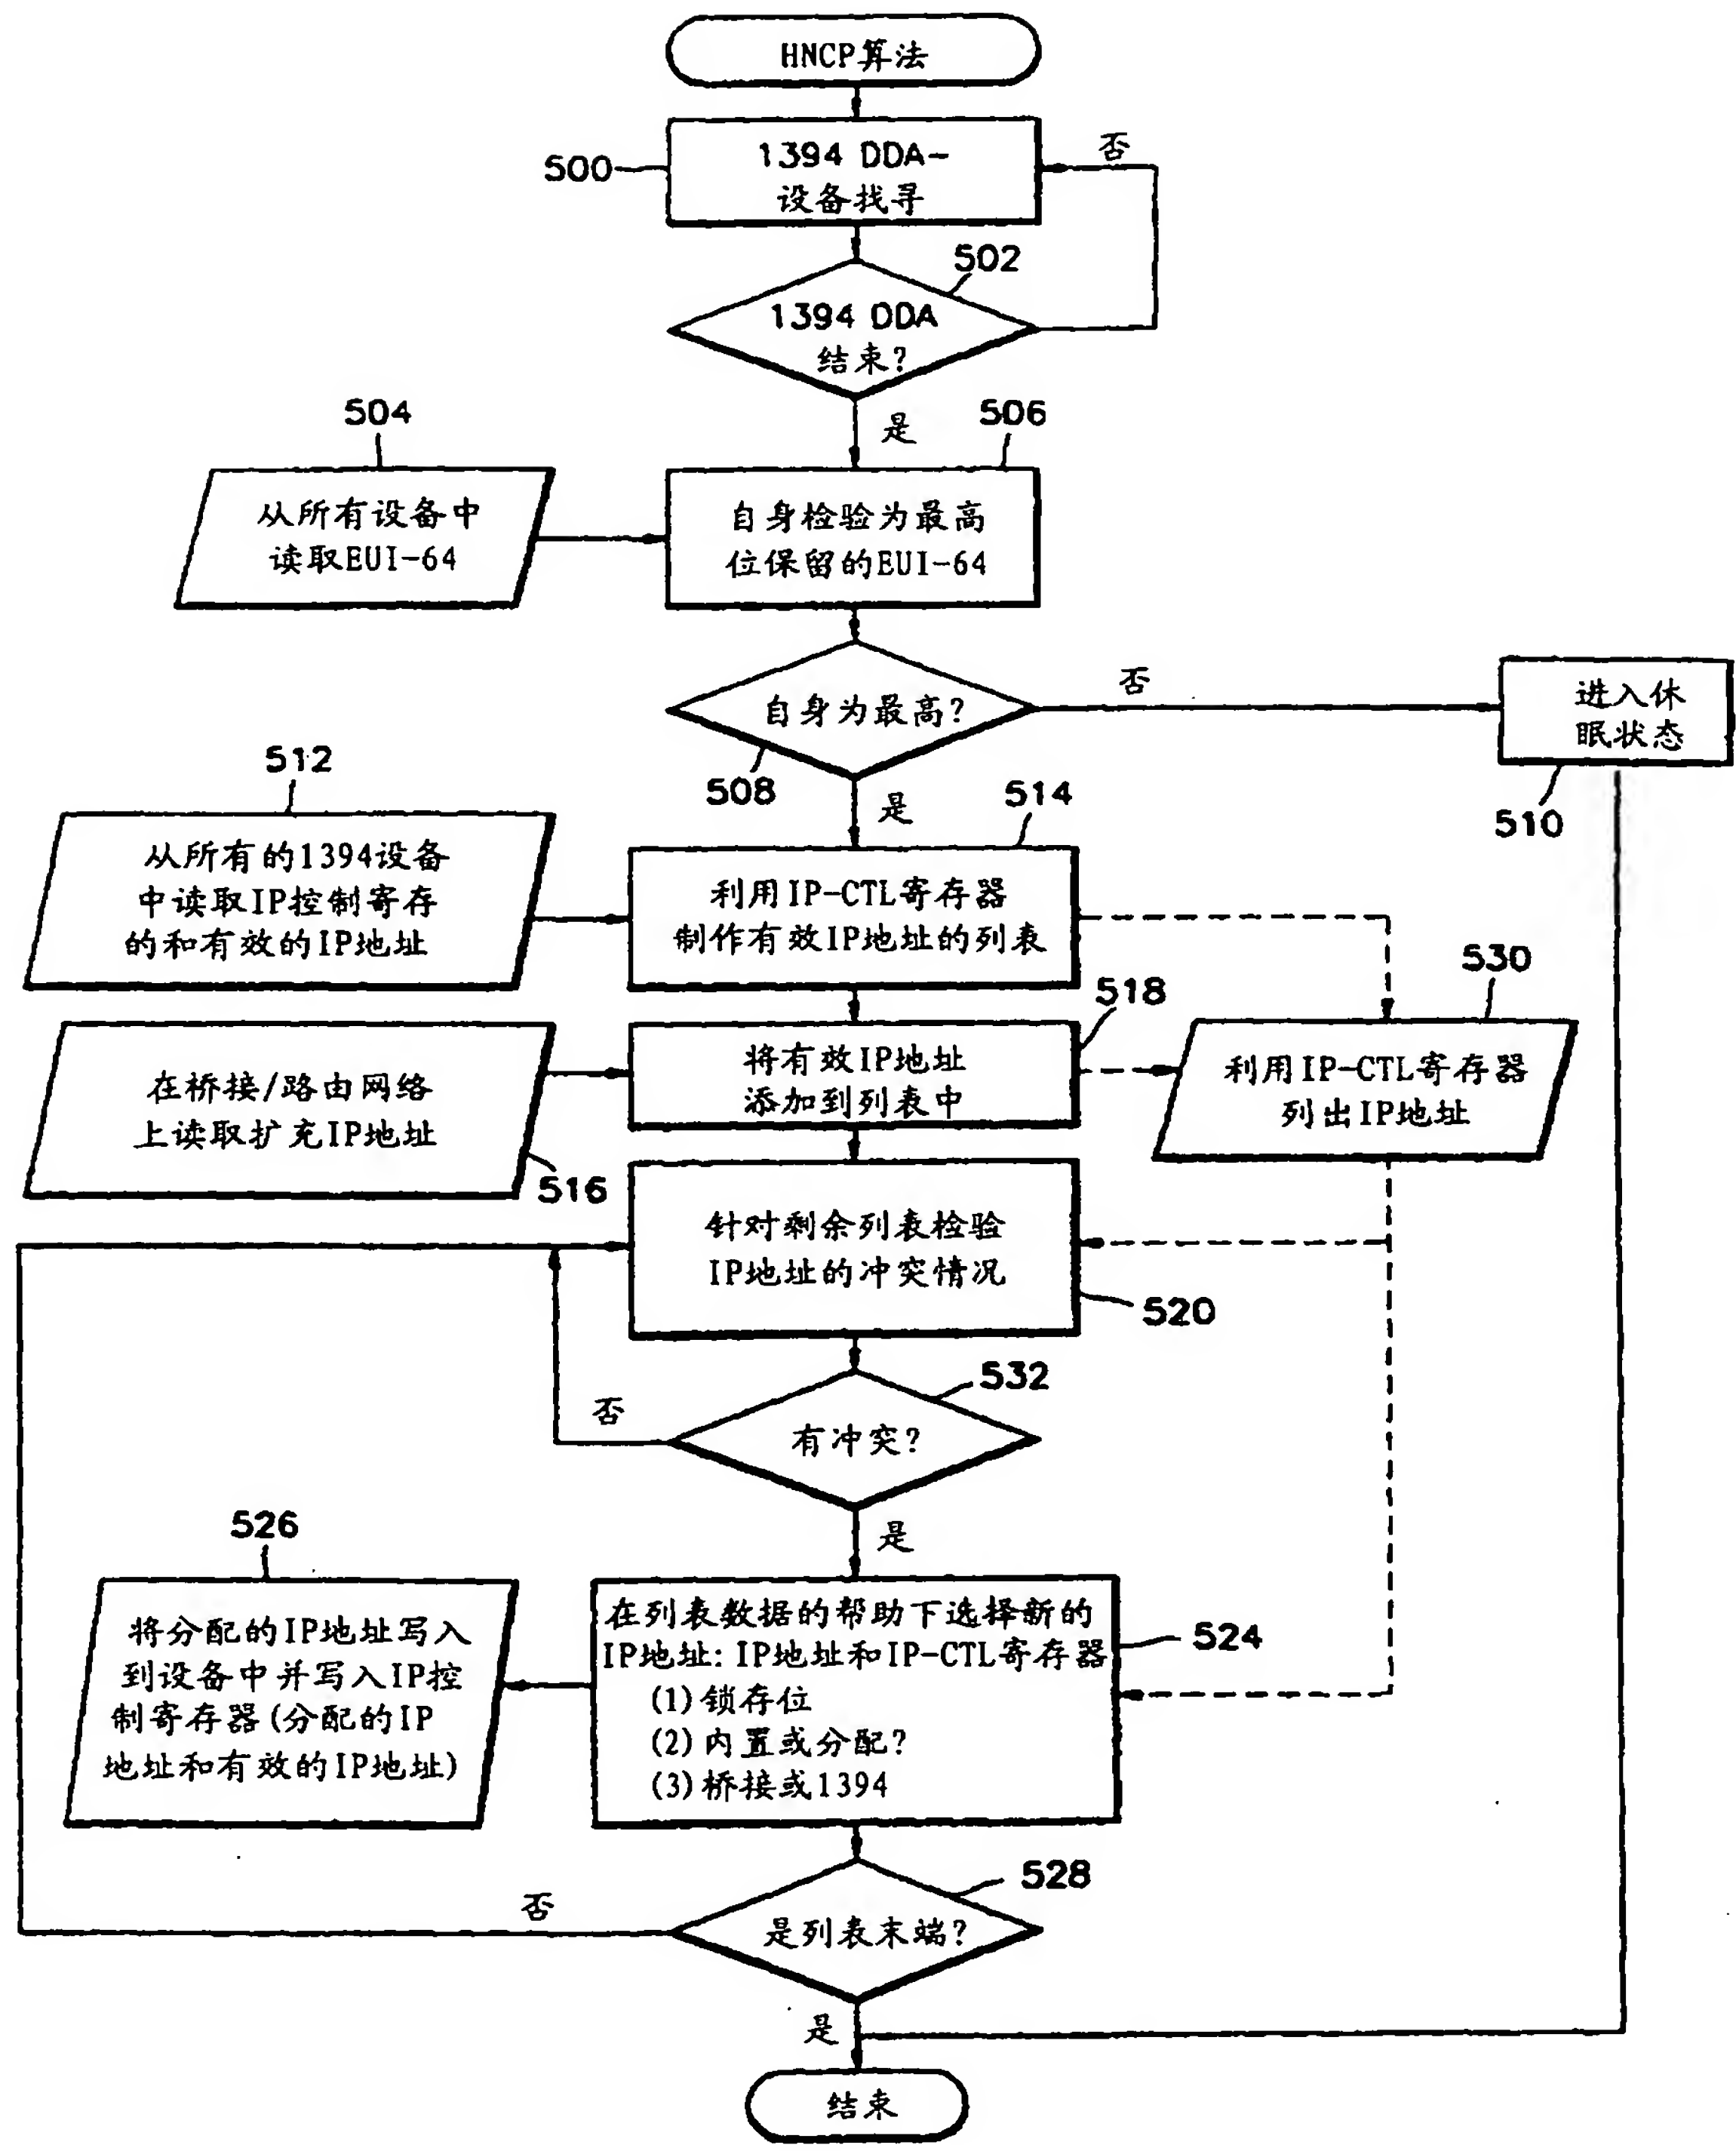 HNCP算法
500
1394 DDA-
设备找寻
否
502
1394 DDA
结束?
是
504
从所有设备中
读取EUI-64
506
自身检验为最高
位保留的EUI-64
自身为最高?
508
否
进入休
眠状态
510
是
512
从所有的1394设备
中读取IP控制寄存
的和有效的IP地址
514
利用IP-CTL寄存器
制作有效IP地址的列表
在桥接/路由网络
上读取扩充IP地址
516
518
将有效IP地址
添加到列表中
530
利用IP-CTL寄存器
列出IP地址
针对剩余列表检验
IP地址的冲突情况
520
532
有冲突?
否
是
526
将分配的IP地址写入
到设备中并写入IP控
制寄存器(分配的IP
地址和有效的IP地址)
在列表数据的帮助下选择新的
IP地址: IP地址和IP-CTL寄存器
(1)锁存位
(2)内置或分配?
(3)桥接或1394
524
528
是列表末端?
否
是
结束